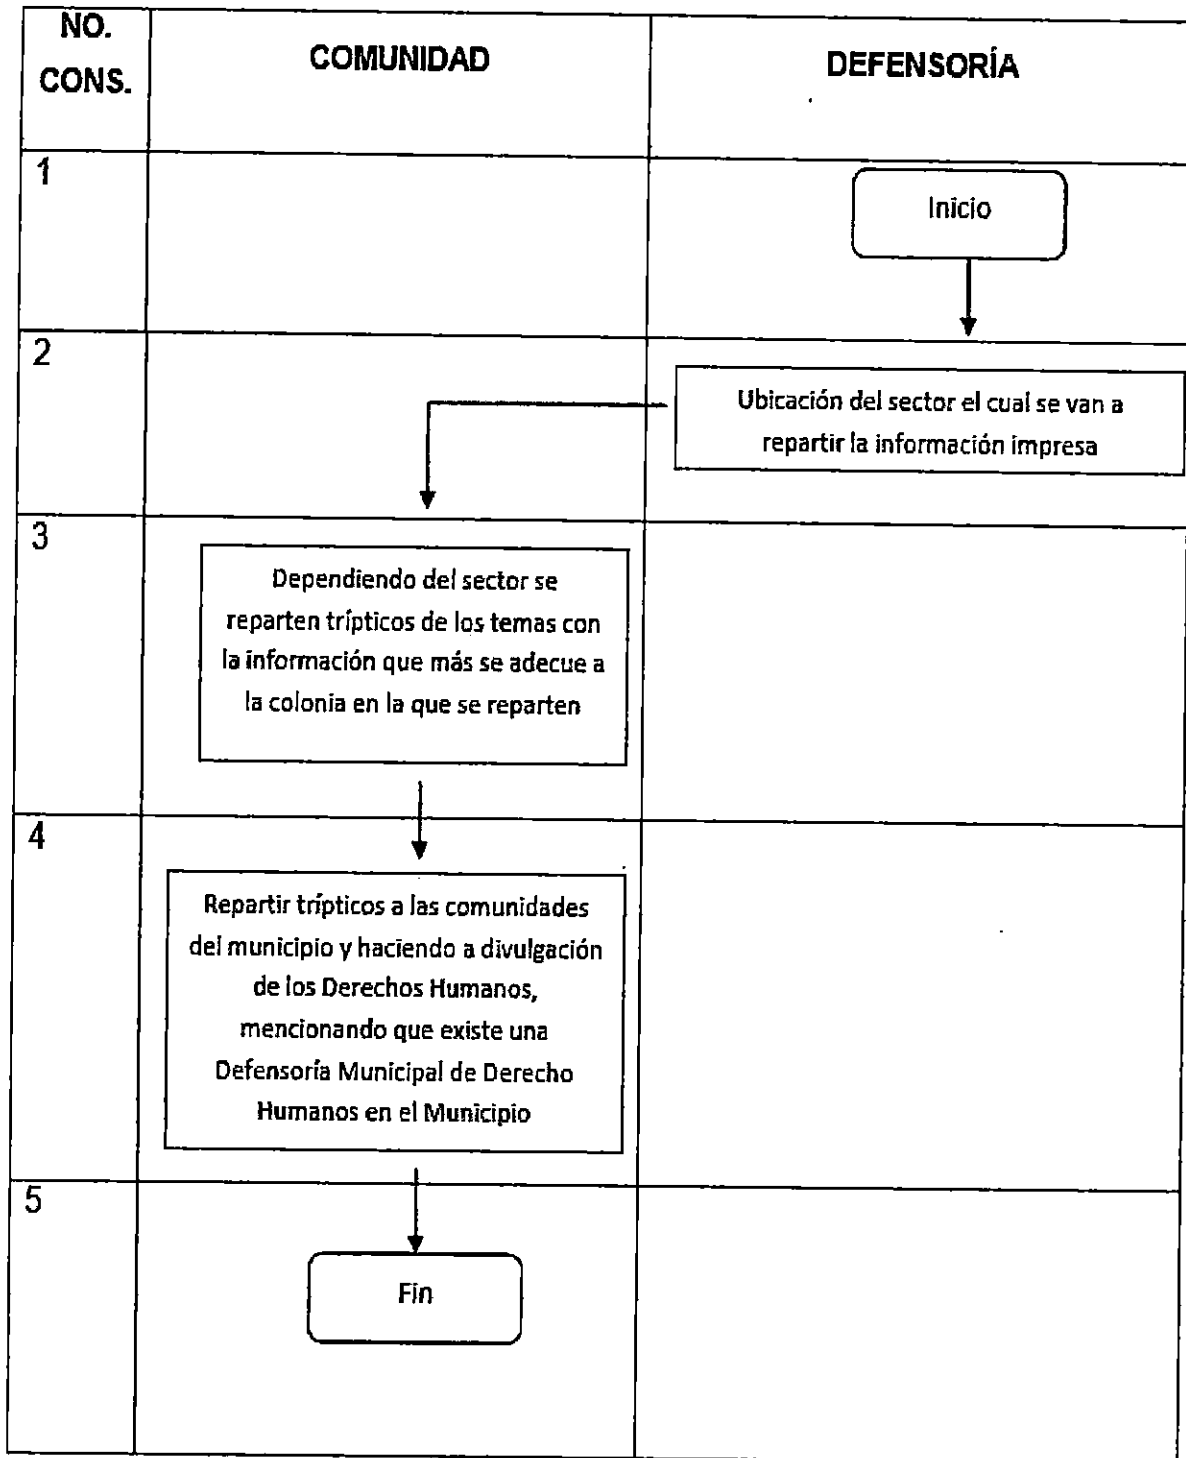 NO.
CONS.
COMUNIDAD
DEFENSORÍA
1
Inicio
2
Ubicación del sector el cual se van a
repartir la información impresa
3
Dependiendo del sector se
reparten trípticos de los temas con
la información que más se adecue a
la colonia en la que se reparten
4
Repartir trípticos a las comunidades
del municipio y haciendo a divulgación
de los Derechos Humanos,
mencionando que existe una
Defensoría Municipal de Derecho
Humanos en el Municipio
5
Fin